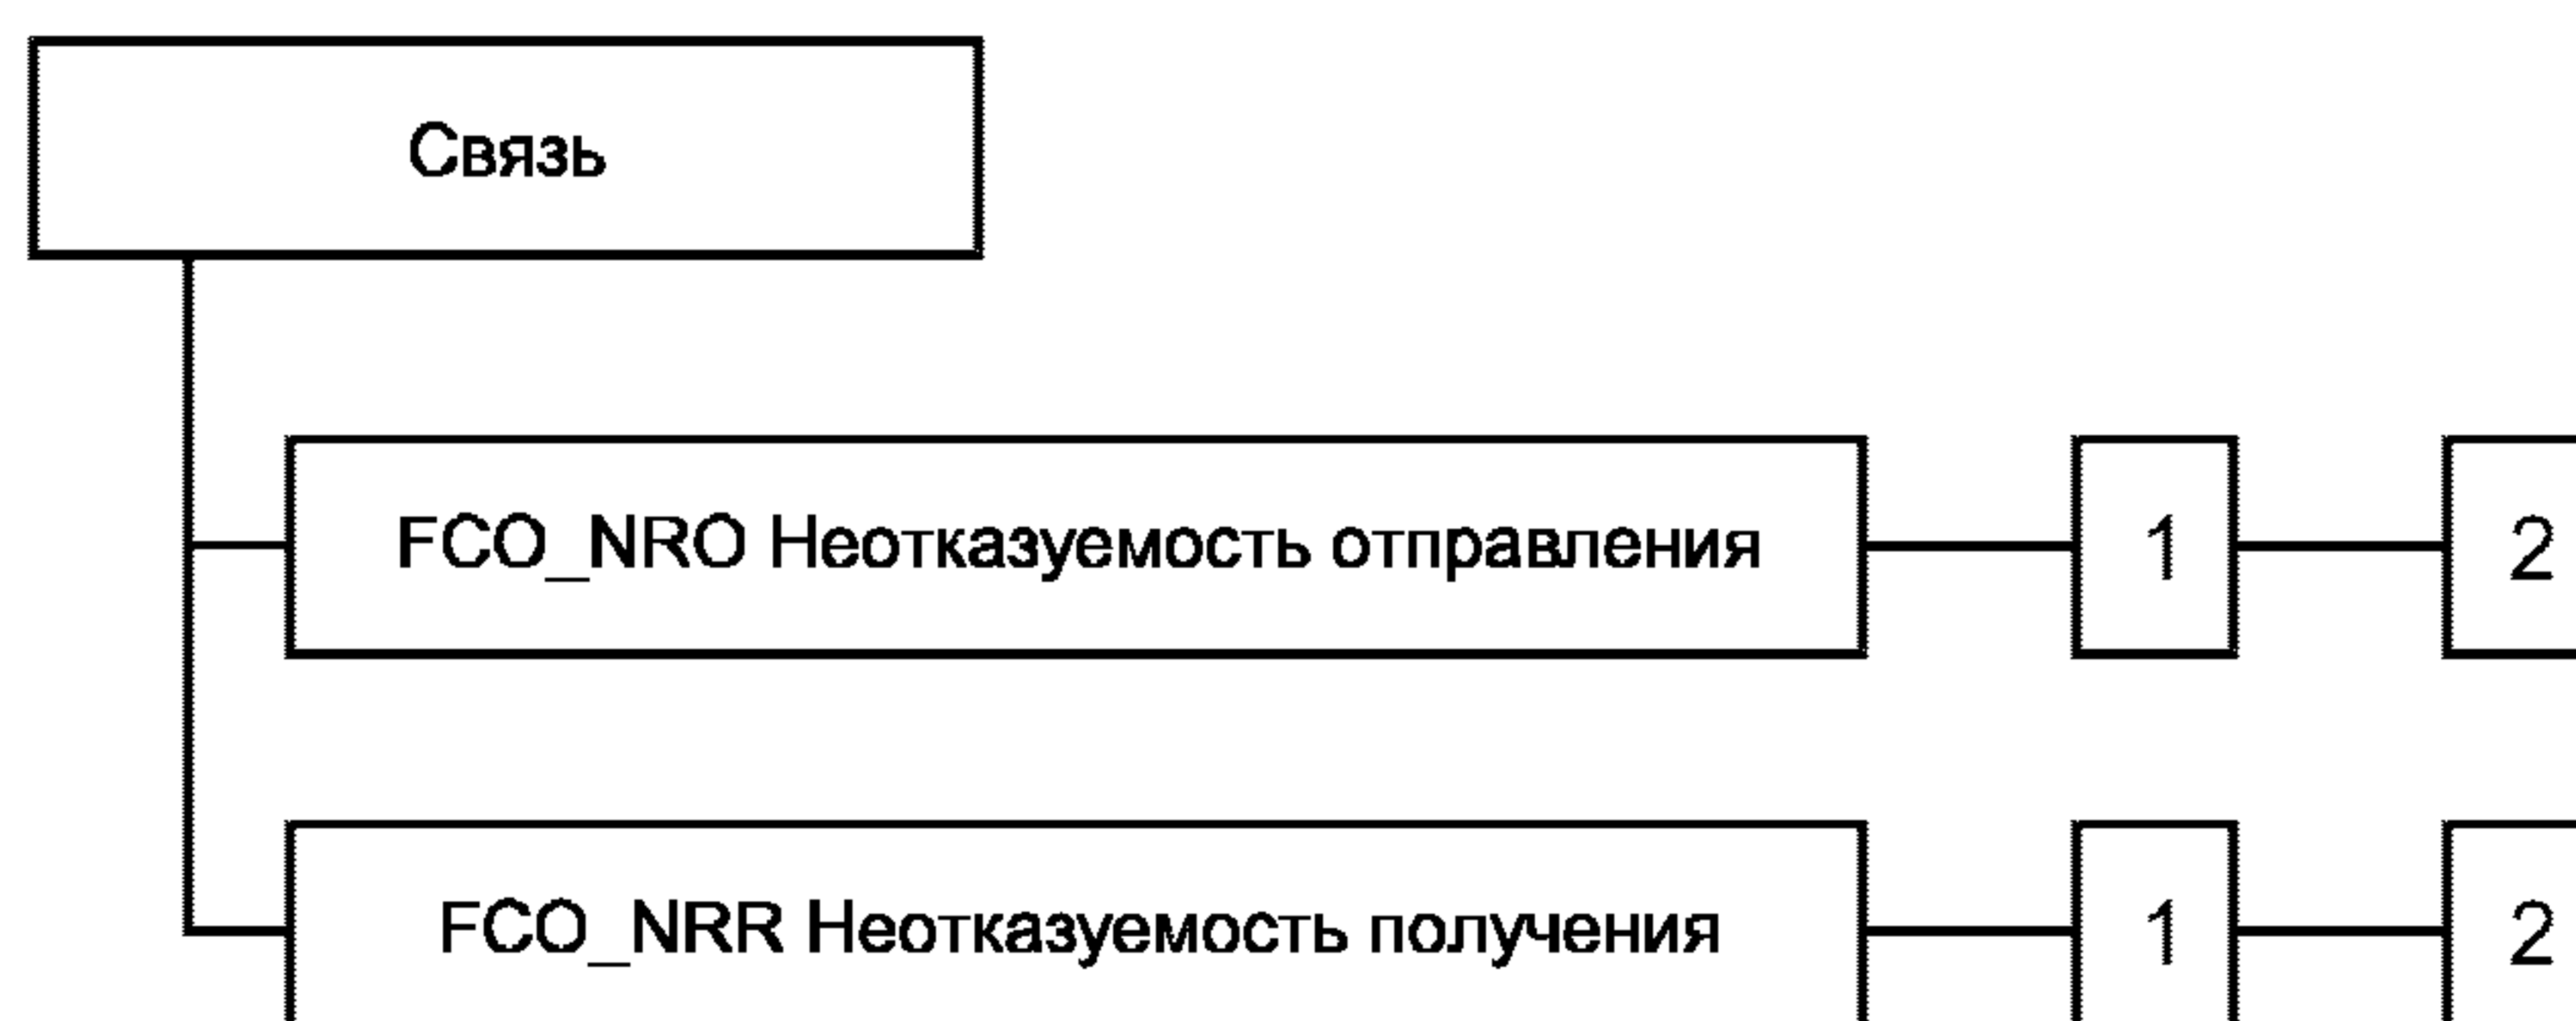 Связь
FCO_NRO Неотказуемость отправления 1 2
FCO_NRR Неотказуемость получения 1 2